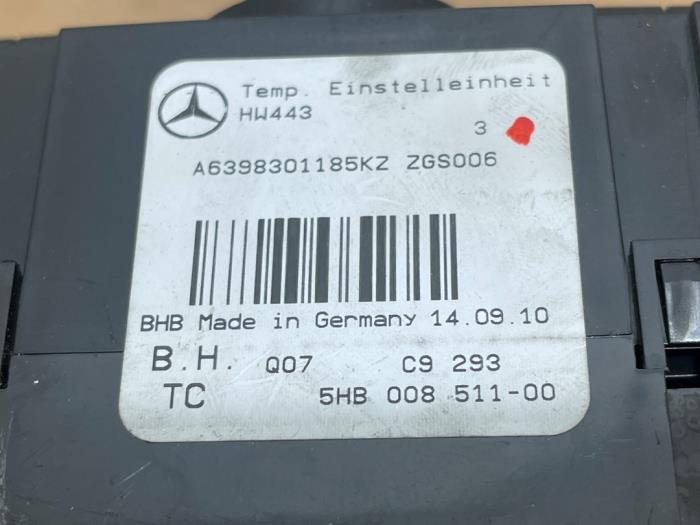 Temp. Einstelleinheit
HW443
3
A6398301185KZ ZGS006
BHB Made in Germany 14.09.10
B.H. Q07 C9 293
TC 5HB 008 511-00